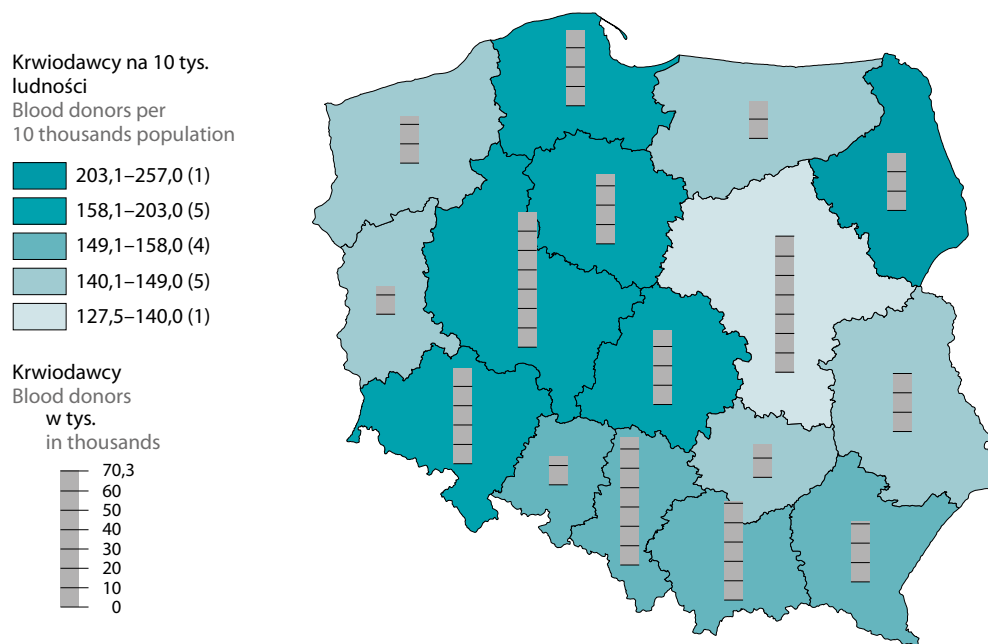 Krwiodawcy na 10 tys.
ludności
Blood donors per
10 thousands population
203,1–257,0 (1)
158,1–203,0 (5)
149,1–158,0 (4)
140,1–149,0 (5)
127,5–140,0 (1)
Krwiodawcy
Blood donors
w tys.
in thousands
70,3
60
50
40
30
20
10
0